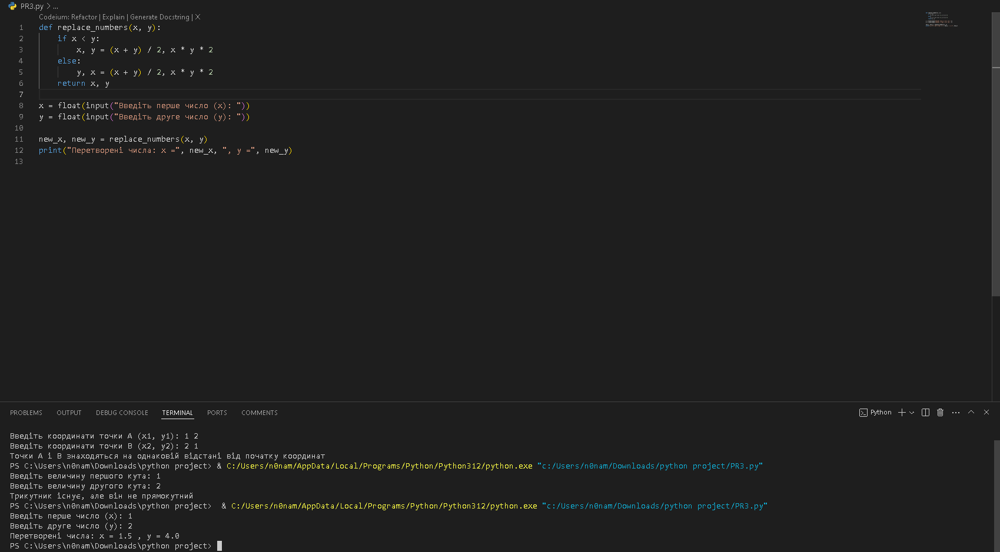 PR3.py > ...
Codeium: Refactor | Explain | Generate Docstring | X
1 def replace_numbers(x, y):
2     if x < y:
3         x, y = (x + y) / 2, x * y * 2
4     else:
5         y, x = (x + y) / 2, x * y * 2
6     return x, y
7
8 x = float(input("Введіть перше число (x): "))
9 y = float(input("Введіть друге число (y): "))
10
11 new_x, new_y = replace_numbers(x, y)
12 print("Перетворені числа: x =", new_x, ", y =", new_y)
13
PROBLEMS OUTPUT DEBUG CONSOLE TERMINAL PORTS COMMENTS Python
Введіть координати точки A (x1, y1): 1 2
Введіть координати точки B (x2, y2): 2 1
Точки A і B знаходяться на однаковій відстані від початку координат
PS C:\Users\n0nam\Downloads\python project> & C:/Users/n0nam/AppData/Local/Programs/Python/Python312/python.exe "c:/Users/n0nam/Downloads/python project/PR3.py"
Введіть величину першого кута: 1
Введіть величину другого кута: 2
Трикутник існує, але він не прямокутний
PS C:\Users\n0nam\Downloads\python project>  & C:/Users/n0nam/AppData/Local/Programs/Python/Python312/python.exe "c:/Users/n0nam/Downloads/python project/PR3.py"
Введіть перше число (x): 1
Введіть друге число (y): 2
Перетворені числа: x = 1.5 , y = 4.0
PS C:\Users\n0nam\Downloads\python project>